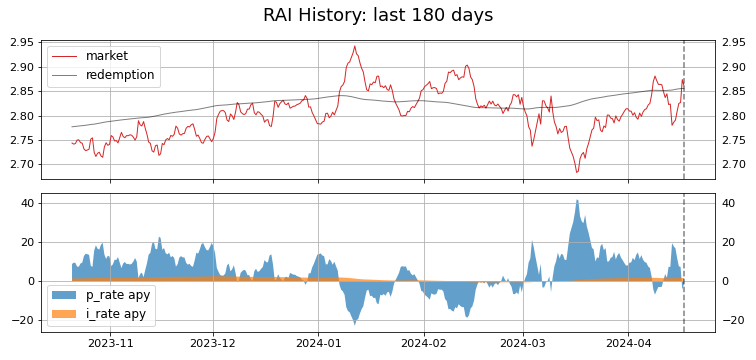 RAI History: last 180 days
2.95 2.95
market
2.90 2.90
redemption
2.85 2.85
2.80 2.80
2.75 2.75
2.70 2.70
40 40
20 20
0 0
p_rate apy
i_rate apy
−20 −20
2023-11 2023-12 2024-01 2024-02 2024-03 2024-04